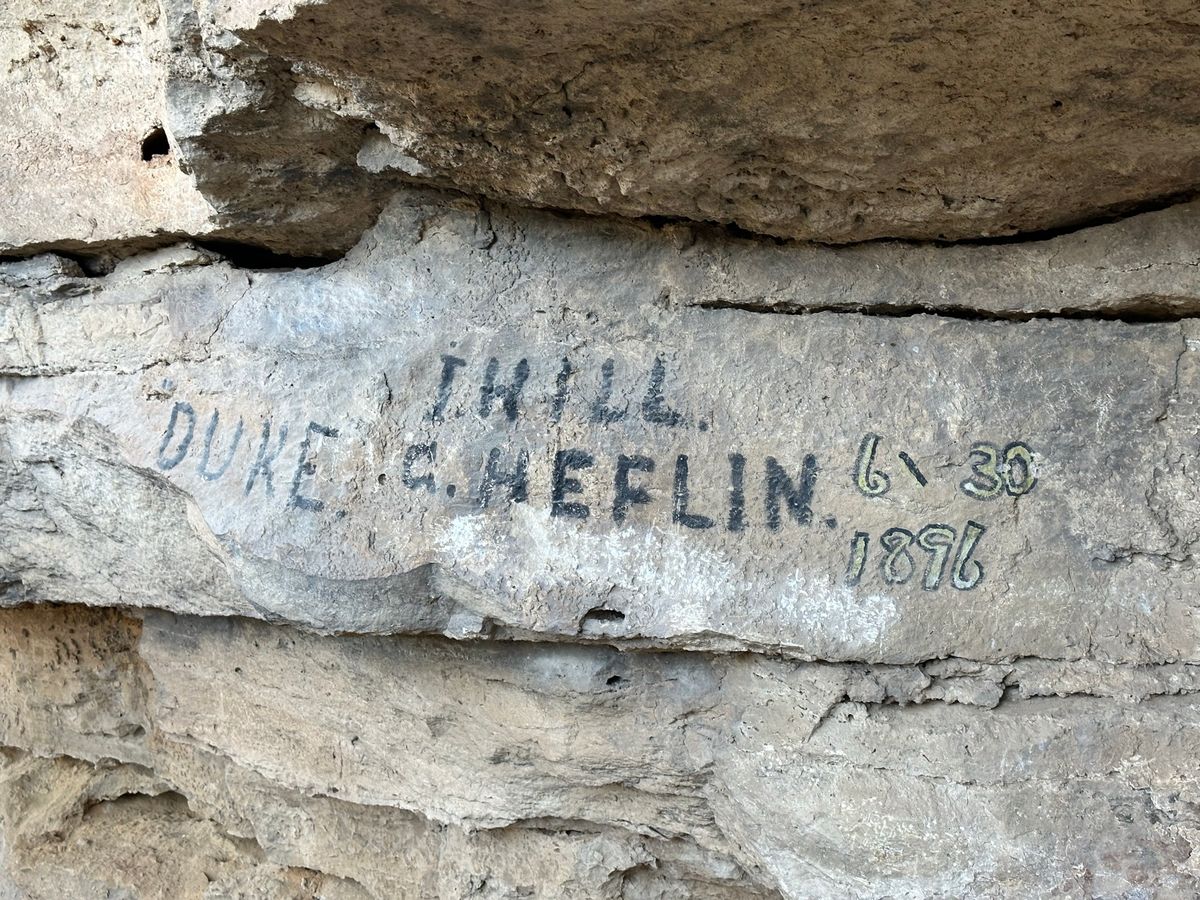 I.HILL.
DUKE. G. HEFLIN. 6\ 30
1896